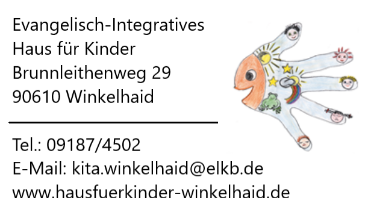 Evangelisch-Integratives
Haus für Kinder
Brunnleithenweg 29
90610 Winkelhaid
Tel.: 09187/4502
E-Mail: kita.winkelhaid@elkb.de
www.hausfuerkinder-winkelhaid.de